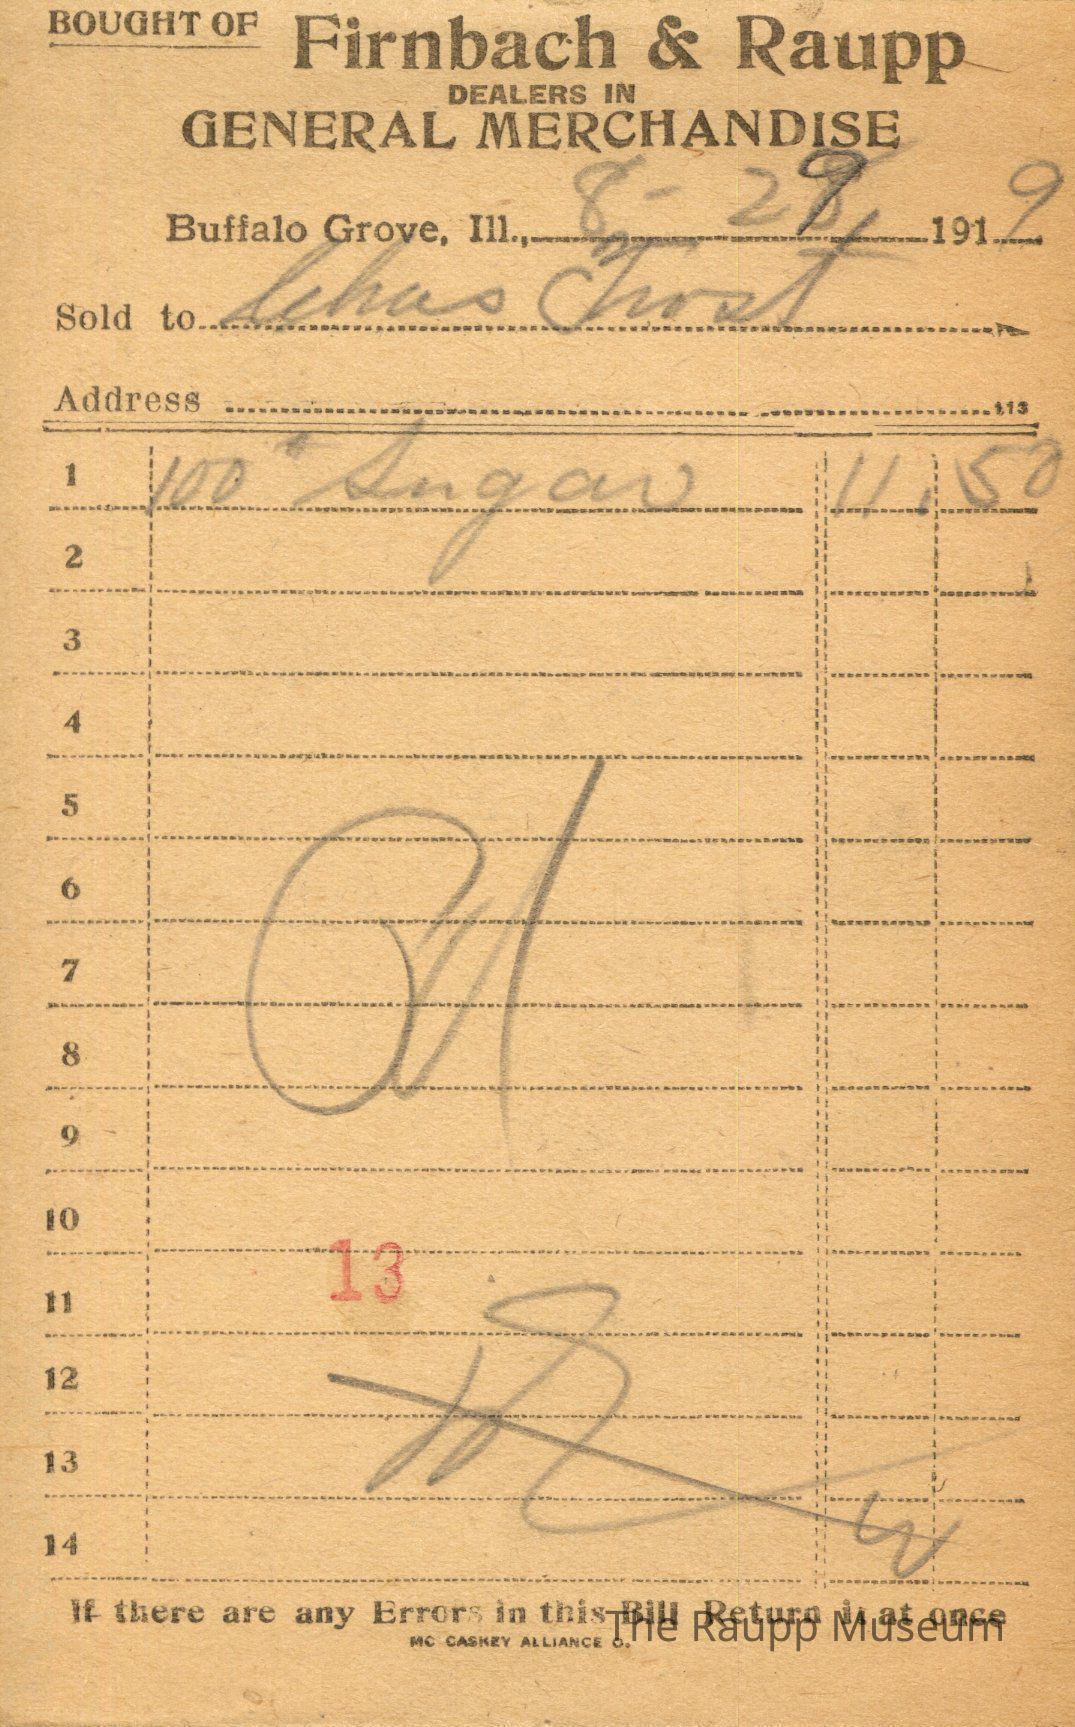 BOUGHT OF Firnbach & Raupp
DEALERS IN
GENERAL MERCHANDISE
Buffalo Grove, Ill., 8- 29 1919
Sold to Chas Trost
Address 113
1 100# Sugar 11.50
2
3
4
5
6
7
8
9
10
13
11
12
13
14
If there are any Errors in this Bill Return it at once
The Raupp Museum
MC CASKEY ALLIANCE O.